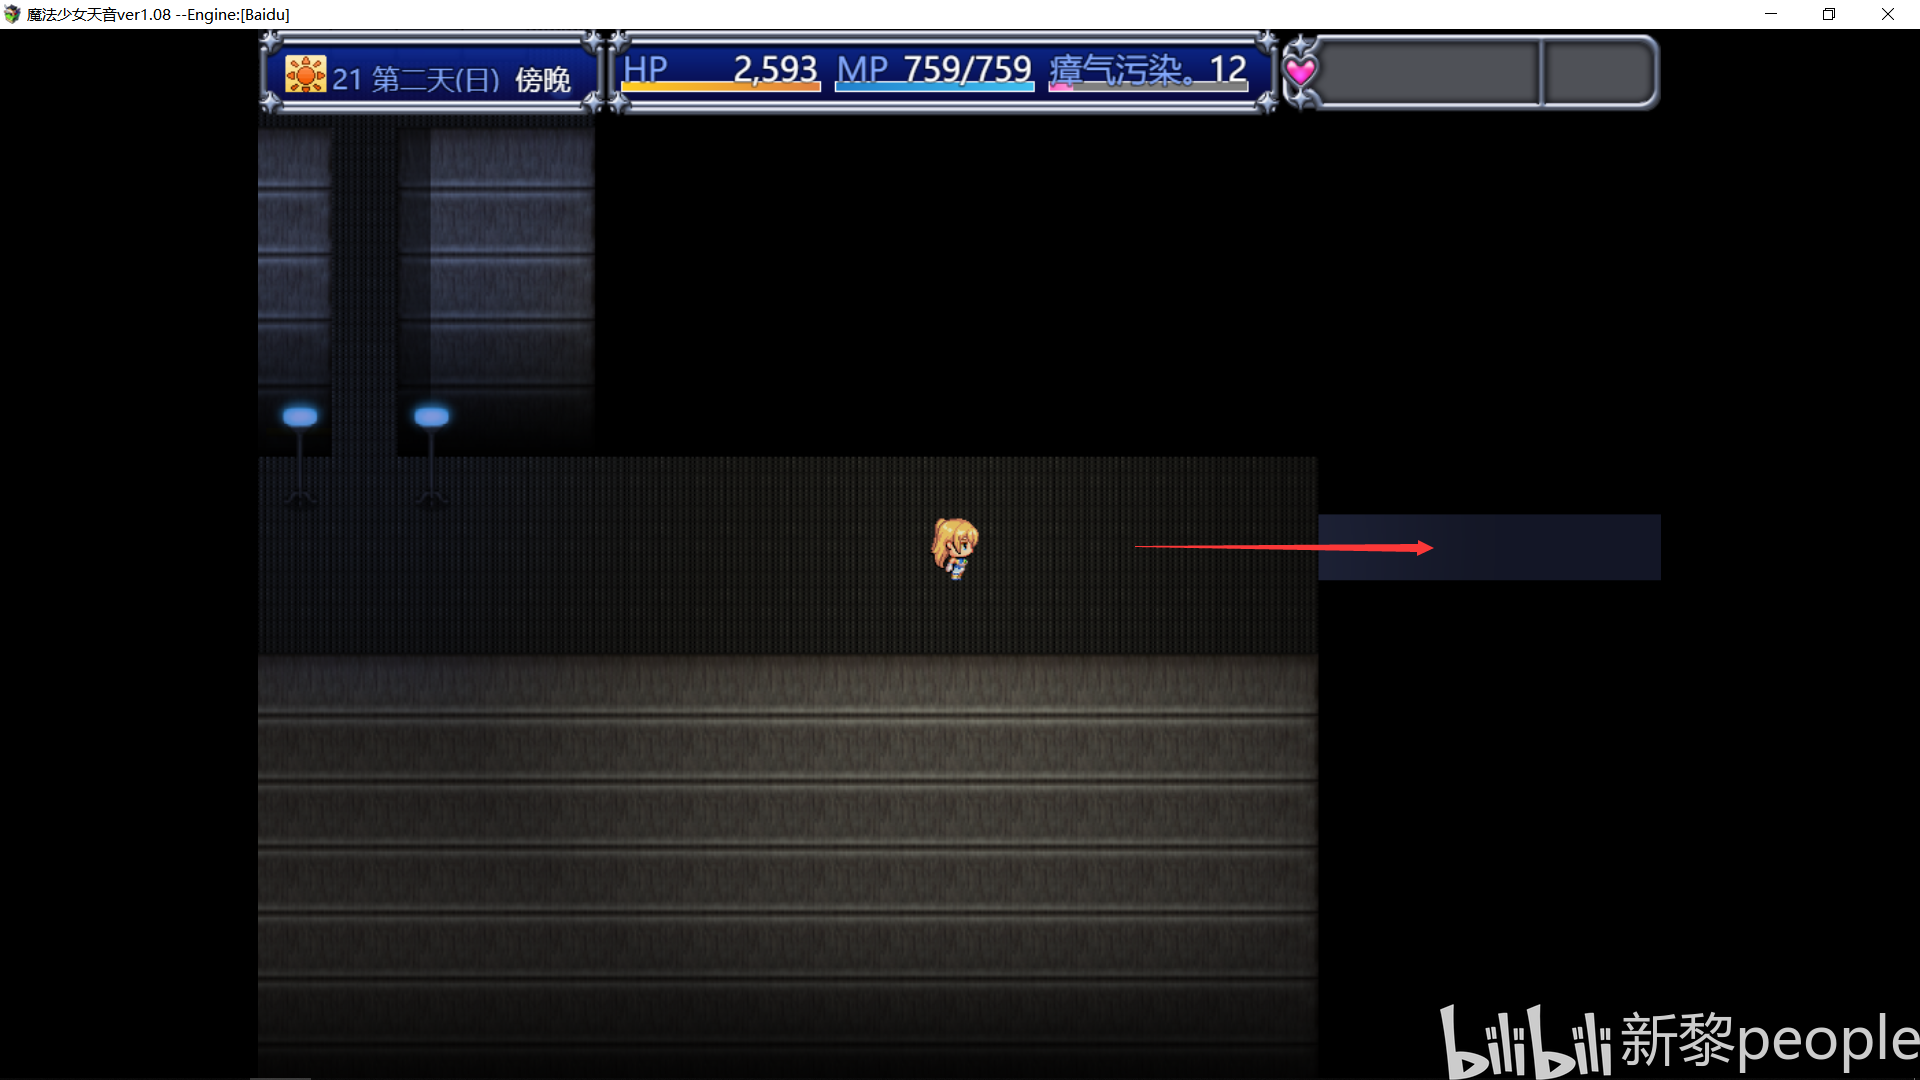 魔法少女天音ver1.08 --Engine:[Baidu]
21 第二天(日) 傍晚
HP 2,593 MP 759/759 瘴气污染。12
bilibili 新黎people